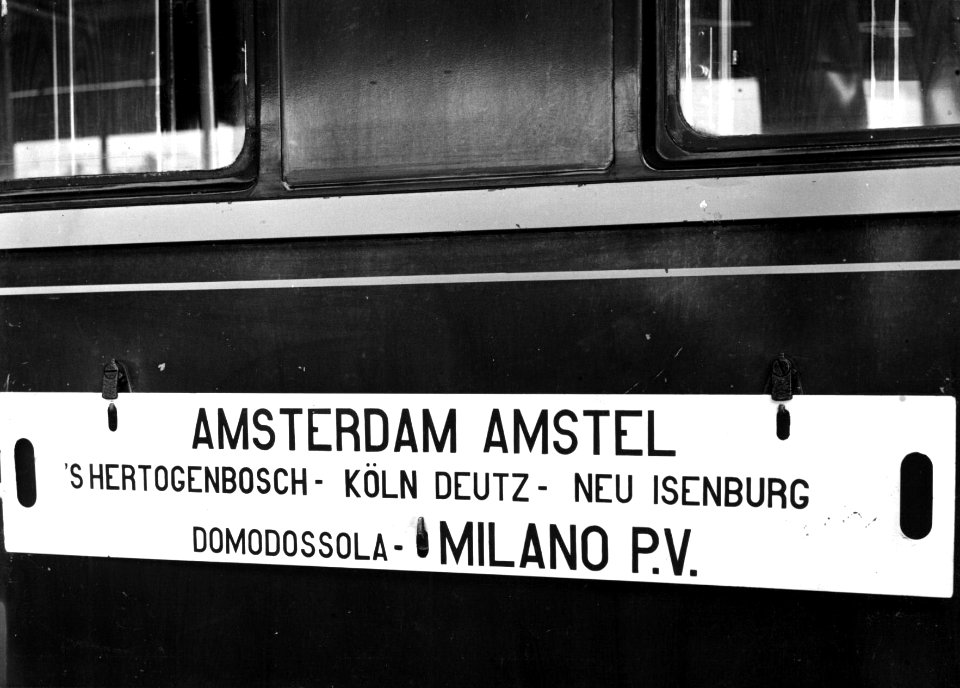 AMSTERDAM AMSTEL
'S HERTOGENBOSCH- KÖLN DEUTZ- NEU ISENBURG
DOMODOSSOLA- MILANO P.V.